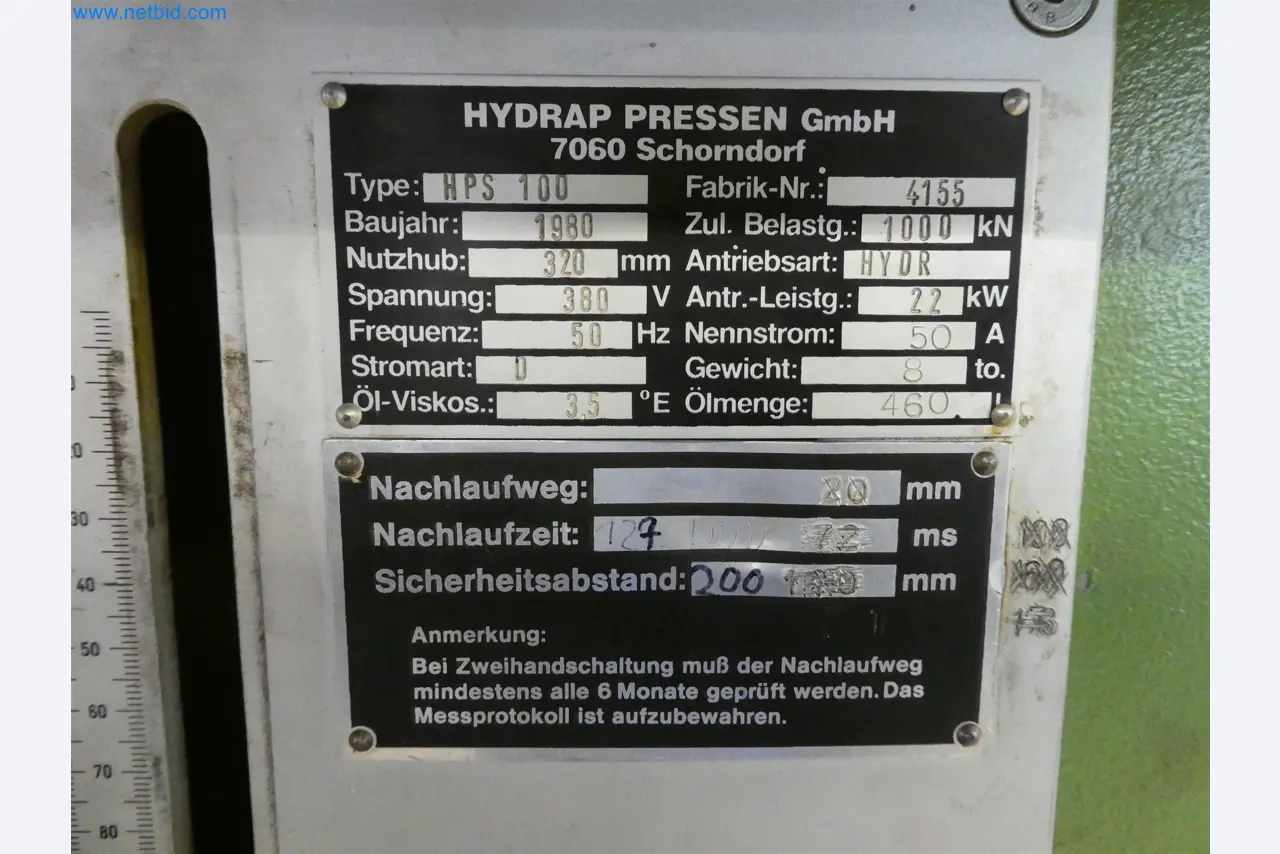 www.netbid.com
HYDRAP PRESSEN GmbH
7060 Schorndorf
Type: HPS 100 Fabrik-Nr.: 4155
Baujahr: 1980 Zul. Belastg.: 1000 kN
Nutzhub: 320 mm Antriebsart: HYDR
Spannung: 380 V Antr.-Leistg.: 22 kW
Frequenz: 50 Hz Nennstrom: 50 A
Stromart: D Gewicht: 8 to.
Öl-Viskos.: 3,5 °E Ölmenge: 460
Nachlaufweg: mm
Nachlaufzeit: 127 72 ms
Sicherheitsabstand: 200 mm
Anmerkung:
Bei Zweihandschaltung muß der Nachlaufweg
mindestens alle 6 Monate geprüft werden. Das
Messprotokoll ist aufzubewahren.
30
40
50
60
70
80